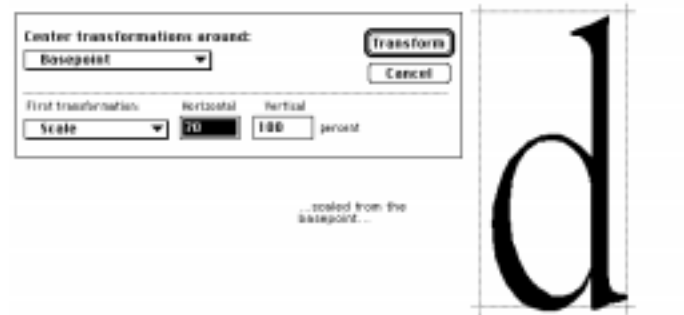 Center transformations around:
Basepoint
Transform
Cancel
First transformation:
Horizontal
Vertical
Scale
70
100
percent
...scaled from the
basepoint...
d